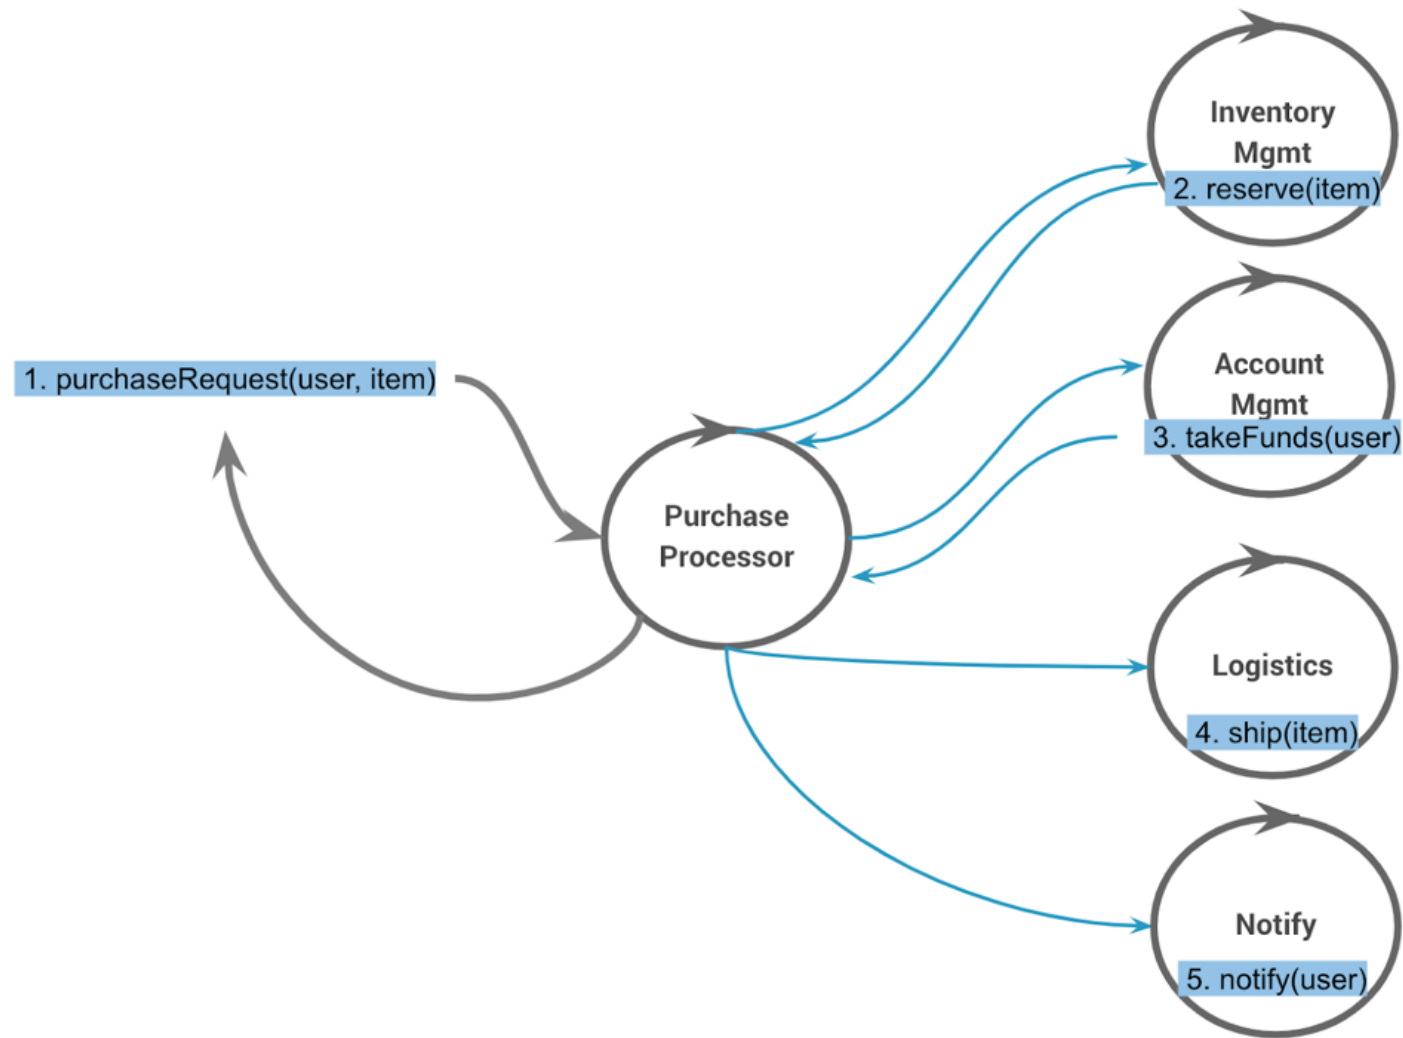 Inventory
Mgmt
2. reserve(item)
Account
Mgmt
1. purchaseRequest(user, item)
3. takeFunds(user)
Purchase
Processor
Logistics
4. ship(item)
Notify
5. notify(user)